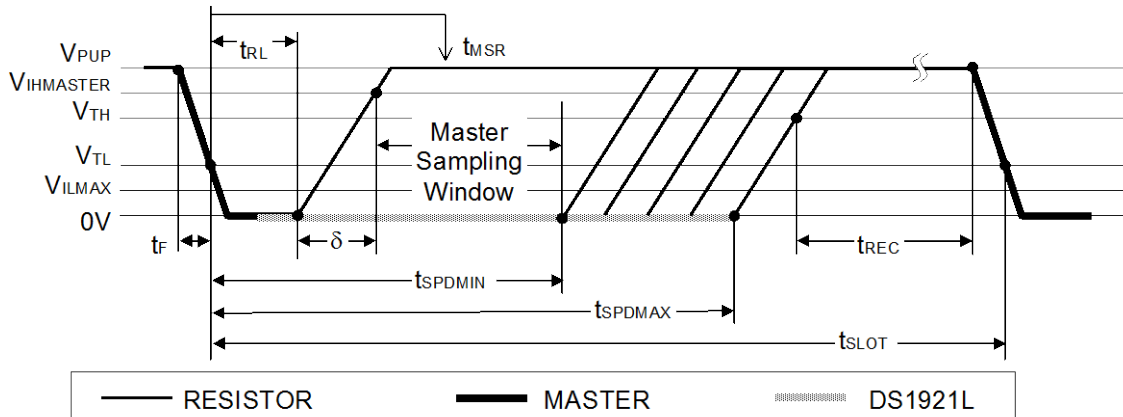 VPUP
VIHMASTER
VTH
VTL
VILMAX
0V
tRL
tMSR
Master
Sampling
Window
tF
δ
tREC
tSPDMIN
tSPDMAX
tSLOT
RESISTOR MASTER DS1921L